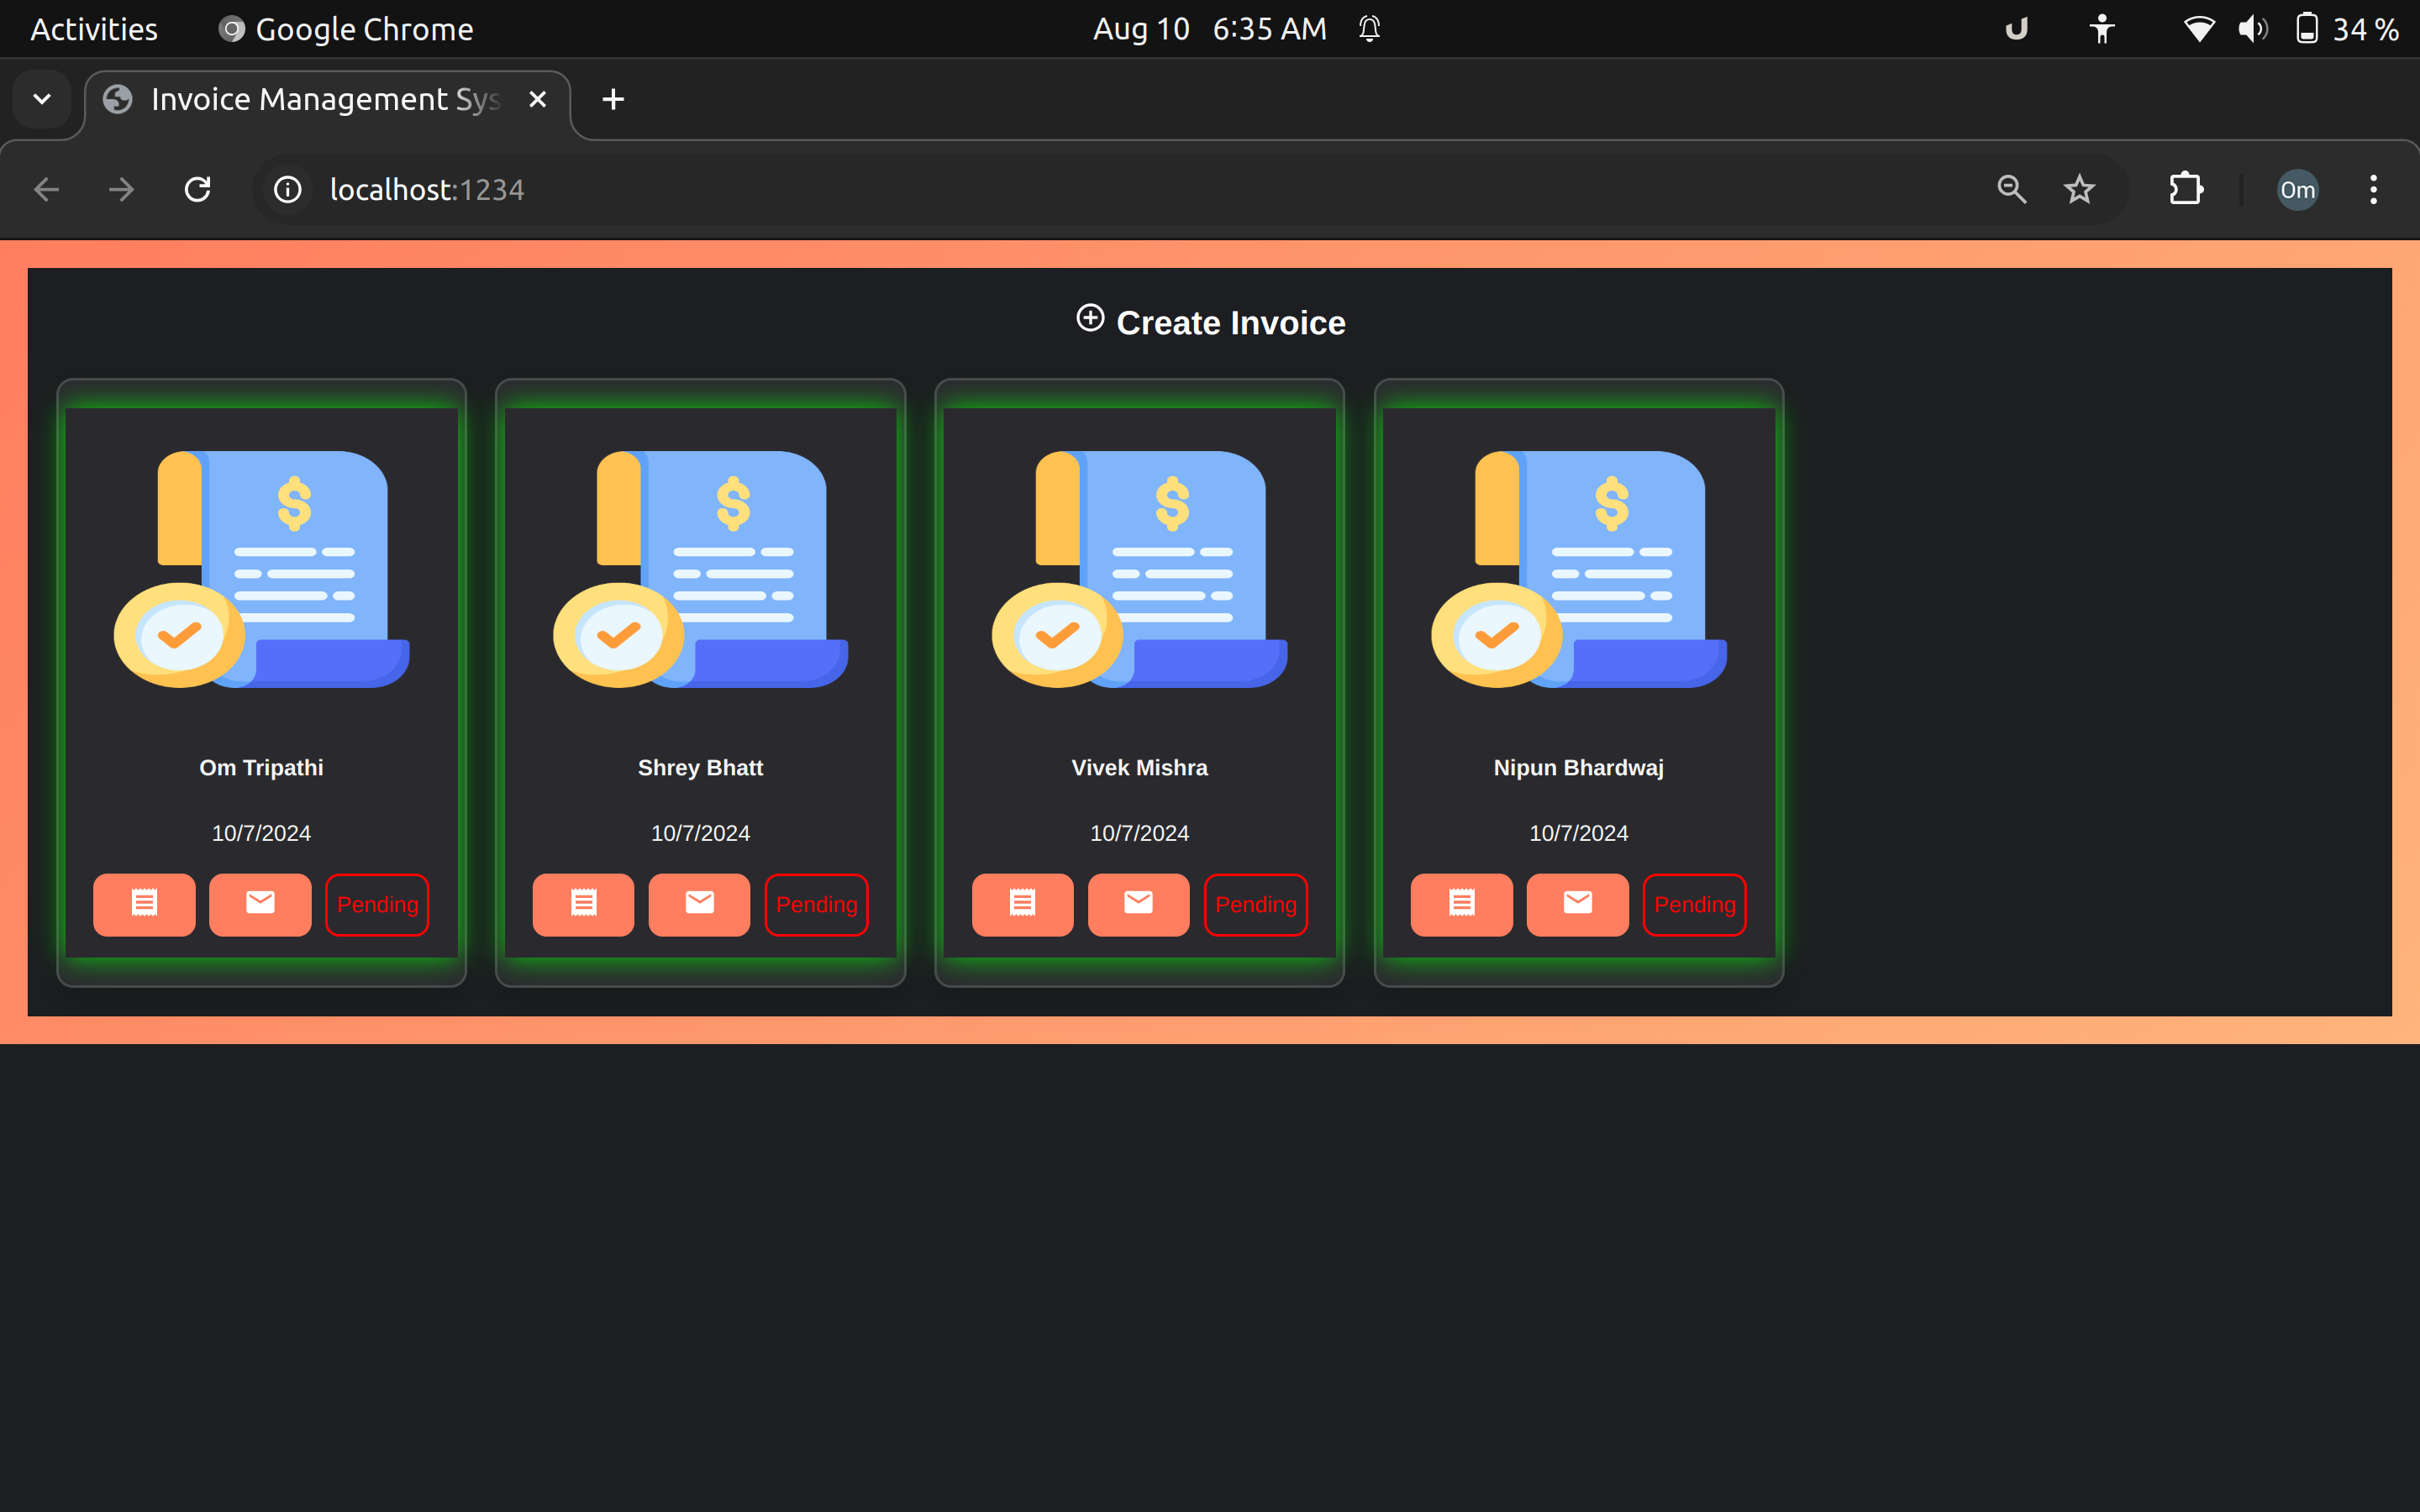 Activities Google Chrome Aug 10 6:35 AM 34 %
Invoice Management Sys
localhost:1234 Om
Create Invoice
$ $ $ $
Om Tripathi Shrey Bhatt Vivek Mishra Nipun Bhardwaj
10/7/2024 10/7/2024 10/7/2024 10/7/2024
Pending Pending Pending Pending